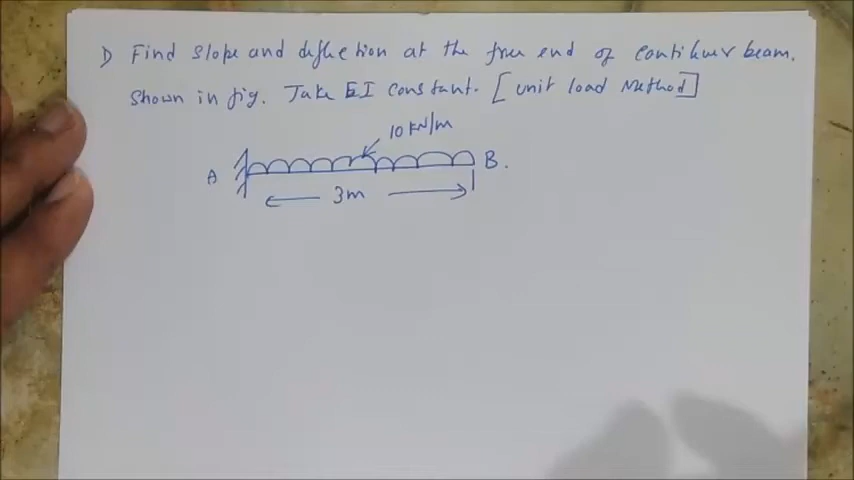 1) Find slope and deflection at the free end of cantilever beam.
shown in fig. Take EI constant. [unit load Method]
10 kN/m
A
B.
3m